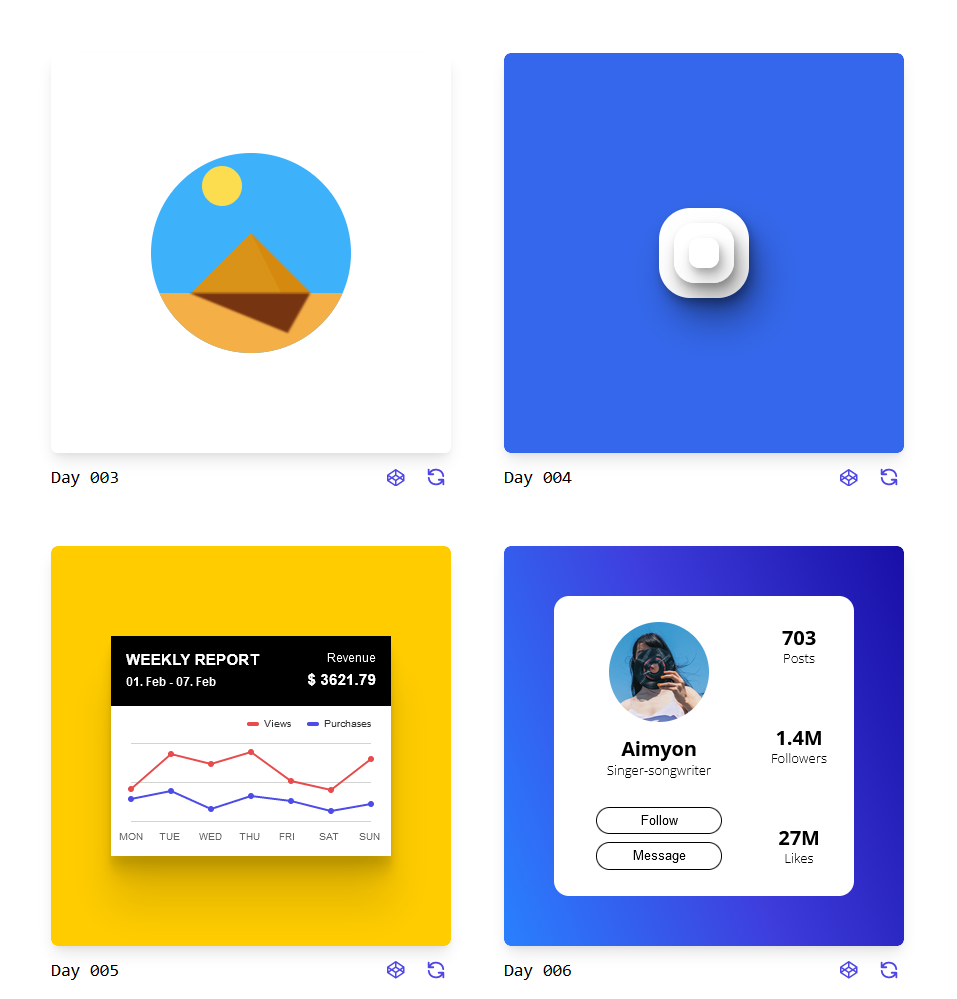 Day 003
Day 004
WEEKLY REPORT
Revenue
01. Feb - 07. Feb
$ 3621.79
Views
Purchases
MON TUE WED THU FRI SAT SUN
Day 005
703
Posts
Aimyon
Singer-songwriter
1.4M
Followers
Follow
Message
27M
Likes
Day 006